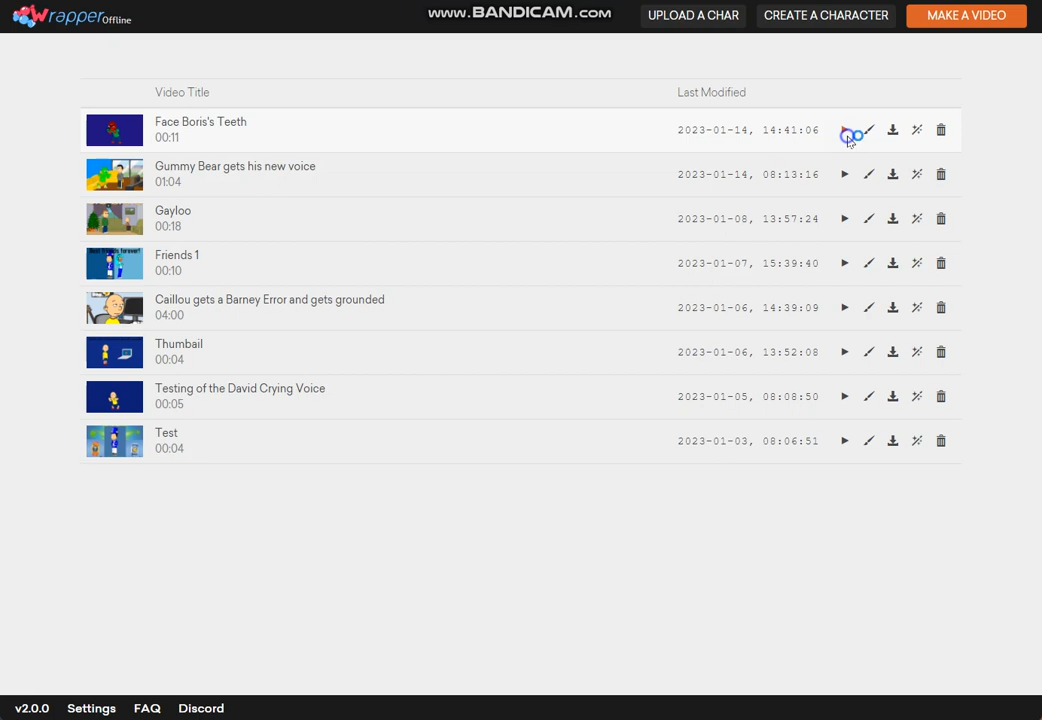 Wrapper Offline
www.BANDICAM.com
UPLOAD A CHAR CREATE A CHARACTER MAKE A VIDEO
Video Title Last Modified
Face Boris's Teeth
00:11
2023-01-14, 14:41:06
Gummy Bear gets his new voice
01:04
2023-01-14, 08:13:16
Gayloo
00:18
2023-01-08, 13:57:24
Friends 1
00:10
2023-01-07, 15:39:40
Caillou gets a Barney Error and gets grounded
04:00
2023-01-06, 14:39:09
Thumbail
00:04
2023-01-06, 13:52:08
Testing of the David Crying Voice
00:05
2023-01-05, 08:08:50
Test
00:04
2023-01-03, 08:06:51
v2.0.0 Settings FAQ Discord